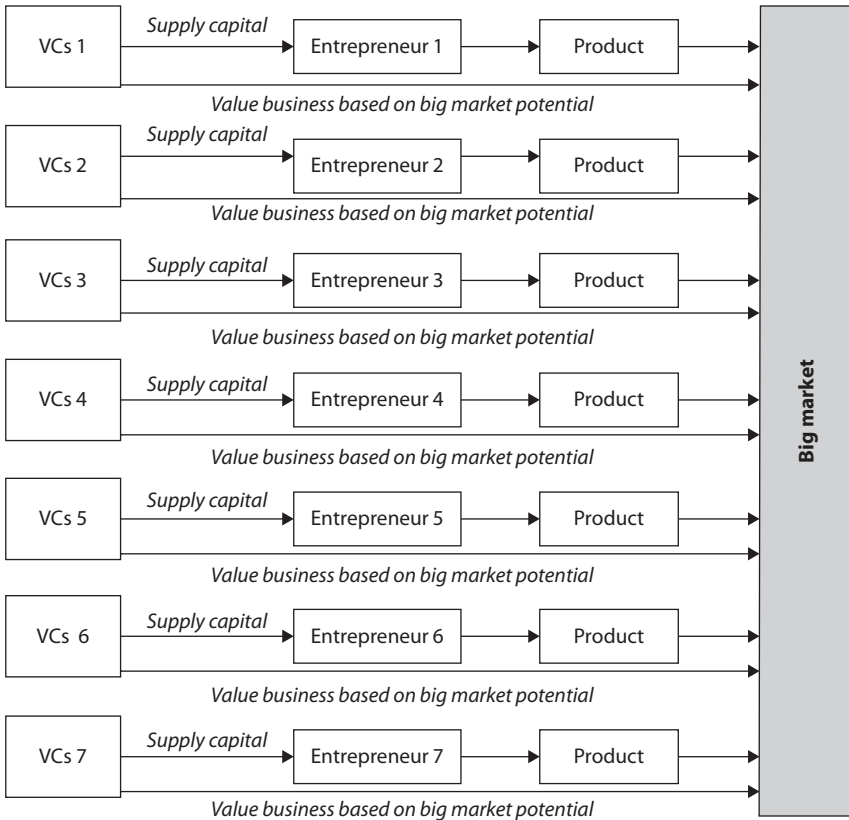 Supply capital
VCs 1
Entrepreneur 1
Product
Value business based on big market potential
Supply capital
VCs 2
Entrepreneur 2
Product
Value business based on big market potential
Supply capital
VCs 3
Entrepreneur 3
Product
Value business based on big market potential
Supply capital
VCs 4
Entrepreneur 4
Product
Value business based on big market potential
Supply capital
VCs 5
Entrepreneur 5
Product
Value business based on big market potential
Supply capital
VCs 6
Entrepreneur 6
Product
Value business based on big market potential
Supply capital
VCs 7
Entrepreneur 7
Product
Value business based on big market potential
Big market